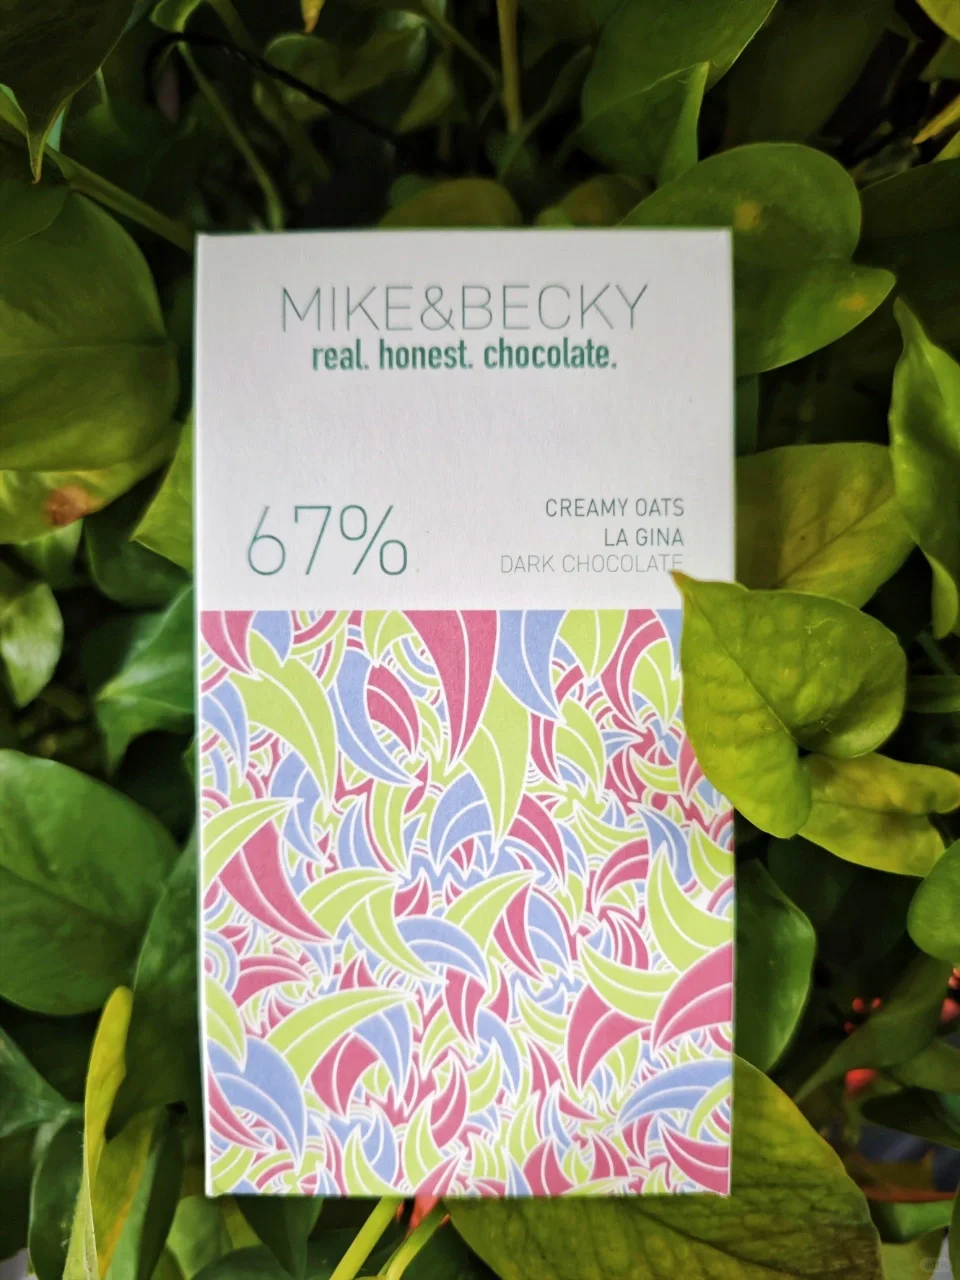 MIKE&BECKY
real. honest. chocolate.
67%
CREAMY OATS
LA GINA
DARK CHOCOLATE